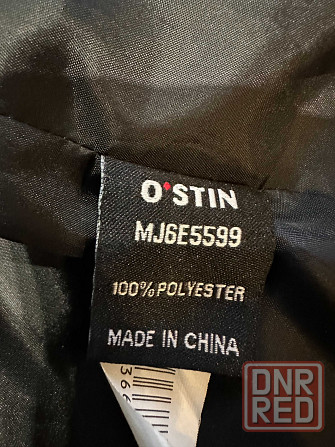 O'STIN
MJ6E5599
100% POLYESTER
MADE IN CHINA
DNR
RED